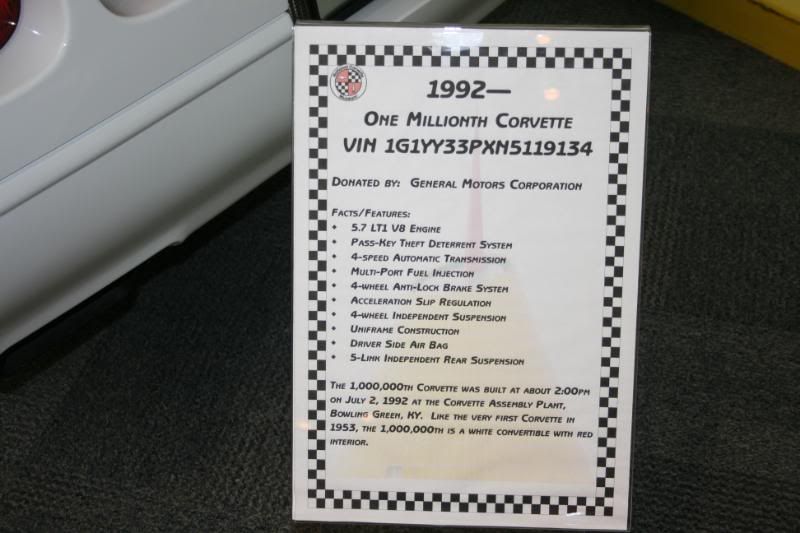 1992—
One Millionth Corvette
VIN 1G1YY33PXN5119134
Donated by: General Motors Corporation
Facts/Features:
• 5.7 LT1 V8 Engine
• Pass-Key Theft Deterrent System
• 4-speed Automatic Transmission
• Multi-Port Fuel Injection
• 4-wheel Anti-Lock Brake System
• Acceleration Slip Regulation
• 4-wheel Independent Suspension
• Uniframe Construction
• Driver Side Air Bag
• 5-Link Independent Rear Suspension
The 1,000,000th Corvette was built at about 2:00pm
on July 2, 1992 at the Corvette Assembly Plant,
Bowling Green, KY. Like the very first Corvette in
1953, the 1,000,000th is a white convertible with red
interior.